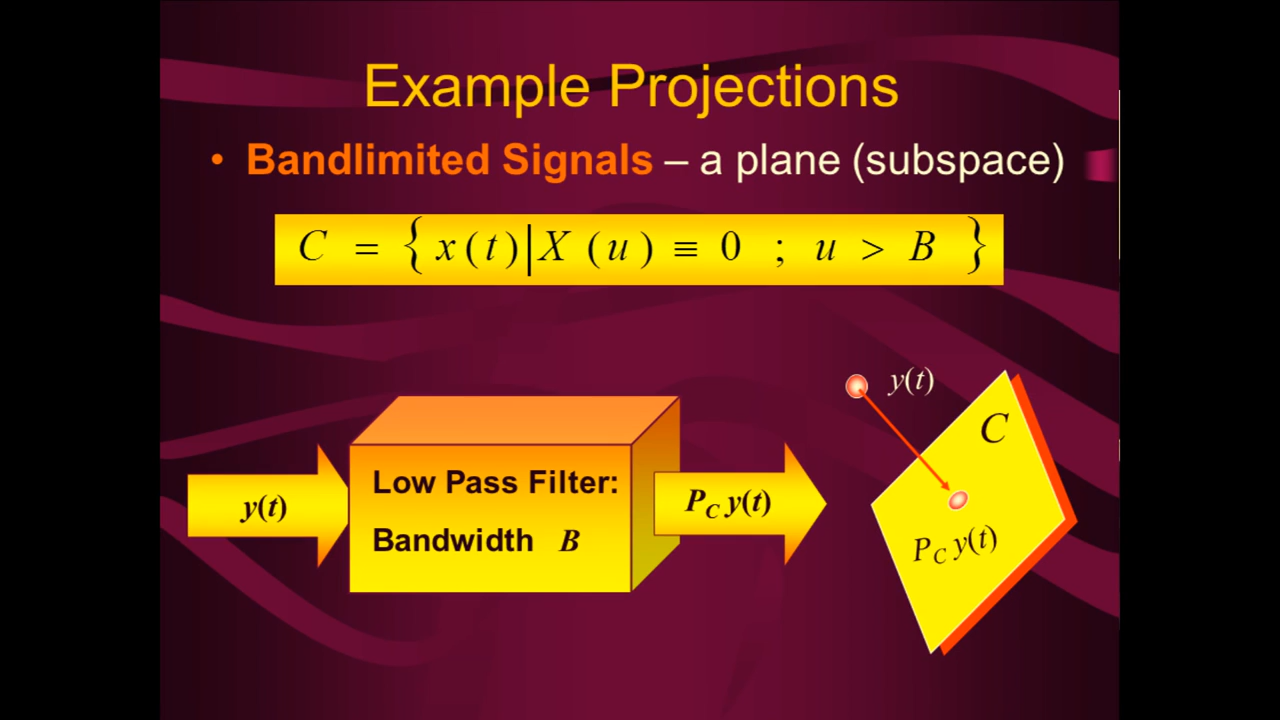 Example Projections
• Bandlimited Signals – a plane (subspace)
C = { x(t)|X(u) ≡ 0 ; u > B }
y(t)
Low Pass Filter:
Bandwidth B
P_C y(t)
y(t)
C
P_C y(t)